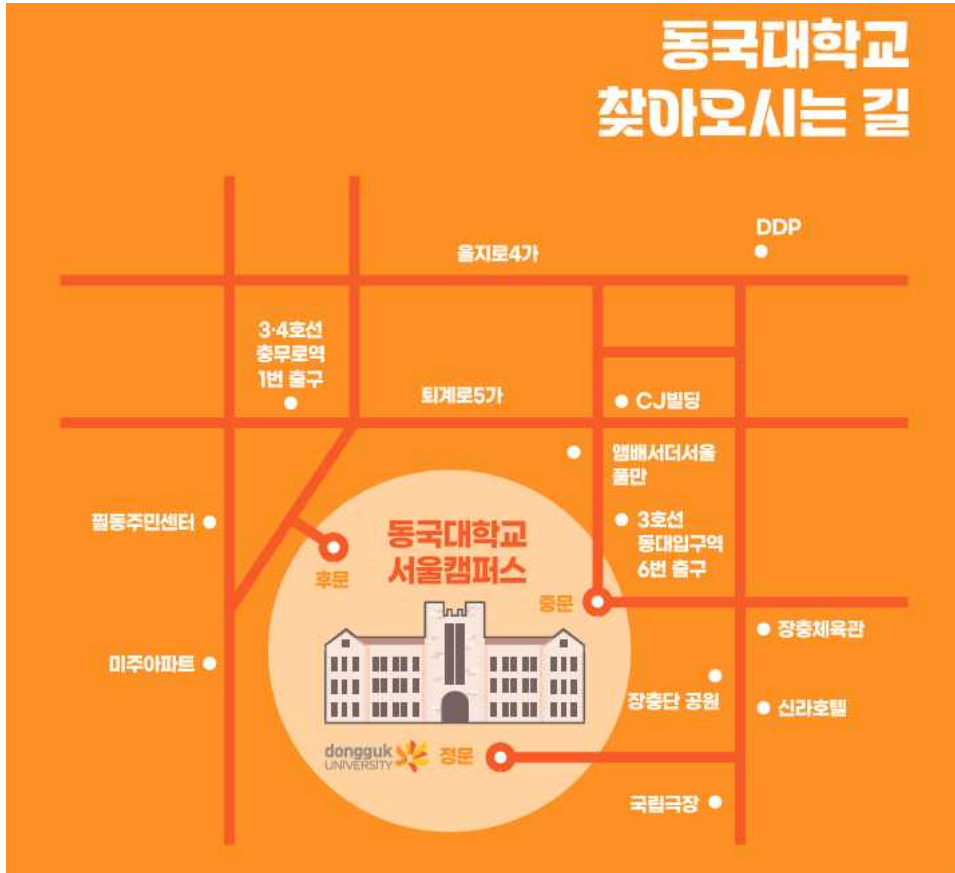 동국대학교
찾아오시는 길
DDP
을지로4가
3·4호선
충무로역
1번 출구
퇴계로5가
CJ빌딩
앰배서더서울
풀만
필동주민센터
3호선
동대입구역
6번 출구
동국대학교
서울캠퍼스
후문
중문
장충체육관
미주아파트
장충단 공원
신라호텔
dongguk
UNIVERSITY
정문
국립극장